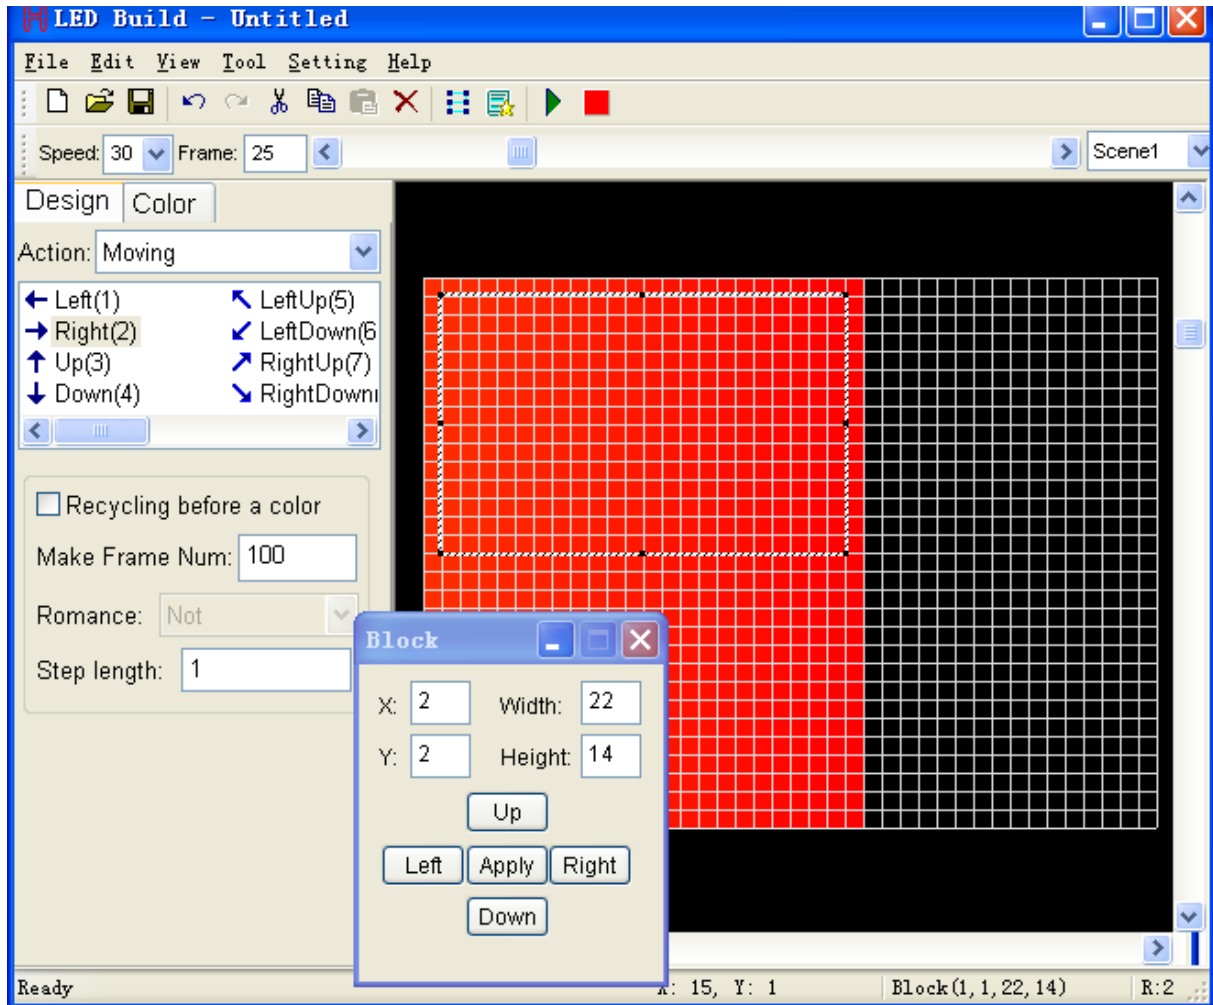 LED Build - Untitled
File Edit View Tool Setting Help
Speed: 30 Frame: 25 Scene1
Design Color
Action: Moving
Left(1) LeftUp(5)
Right(2) LeftDown(6
Up(3) RightUp(7)
Down(4) RightDown
Recycling before a color
Make Frame Num: 100
Romance: Not
Step length: 1
Block
X: 2 Width: 22
Y: 2 Height: 14
Up
Left Apply Right
Down
Ready X: 15, Y: 1 Block(1,1,22,14) R:2